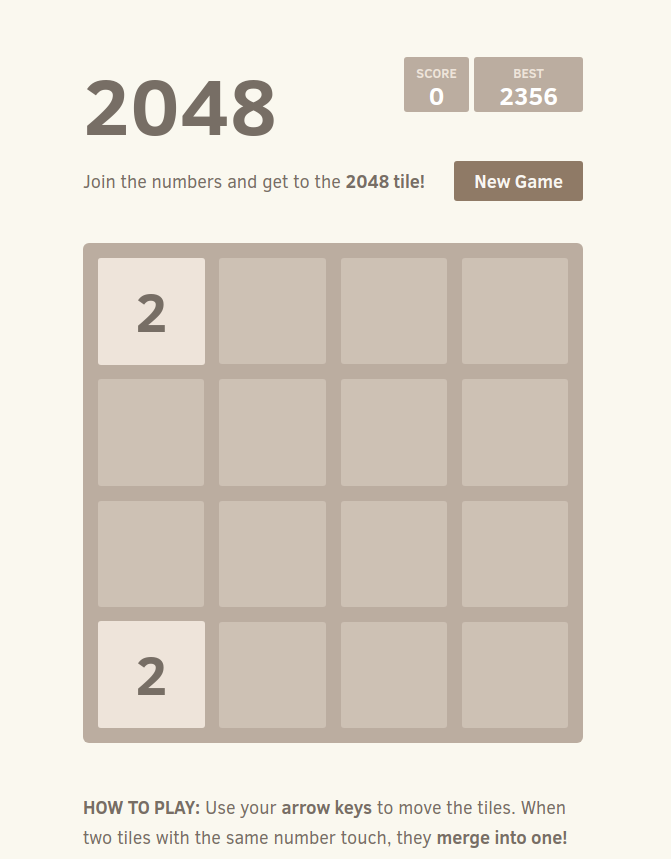 2048
SCORE
0
BEST
2356
Join the numbers and get to the 2048 tile!
New Game
2
2
HOW TO PLAY: Use your arrow keys to move the tiles. When
two tiles with the same number touch, they merge into one!